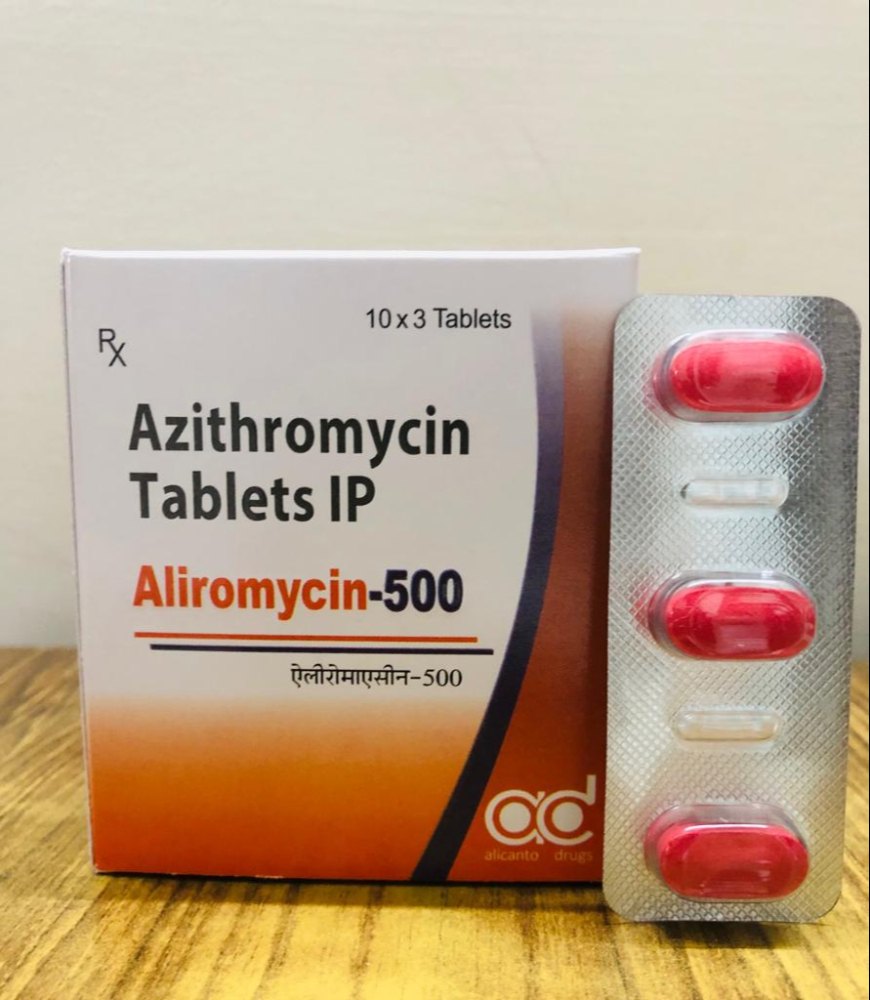 10 x 3 Tablets
Rx
Azithromycin
Tablets IP
Aliromycin-500
ऐलीरोमाएसीन-500
ad
alicanto drugs